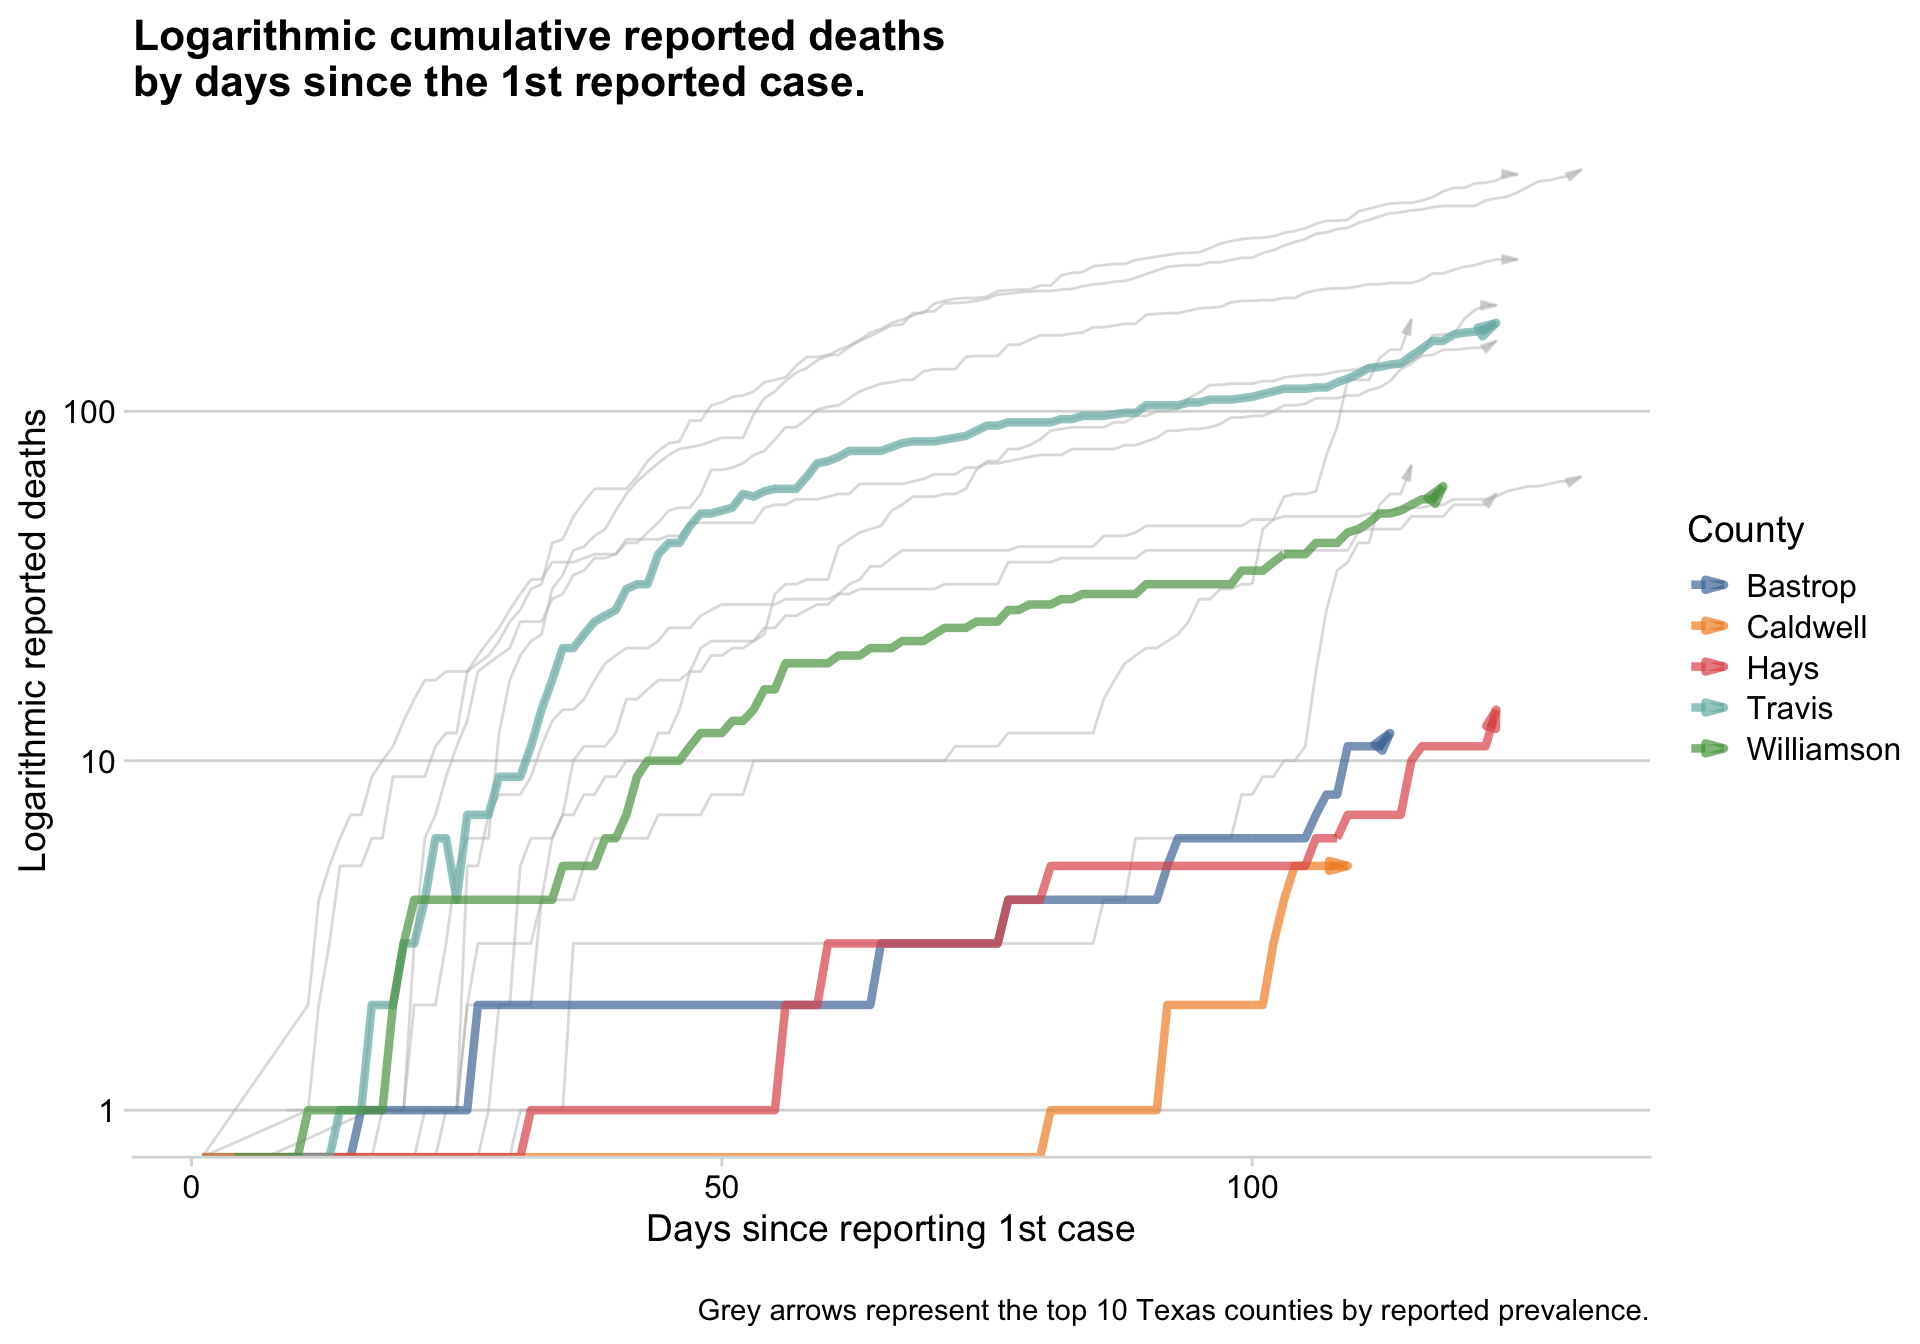 Logarithmic cumulative reported deaths
by days since the 1st reported case.
Logarithmic reported deaths
100
10
1
0
50
100
Days since reporting 1st case
County
Bastrop
Caldwell
Hays
Travis
Williamson
Grey arrows represent the top 10 Texas counties by reported prevalence.